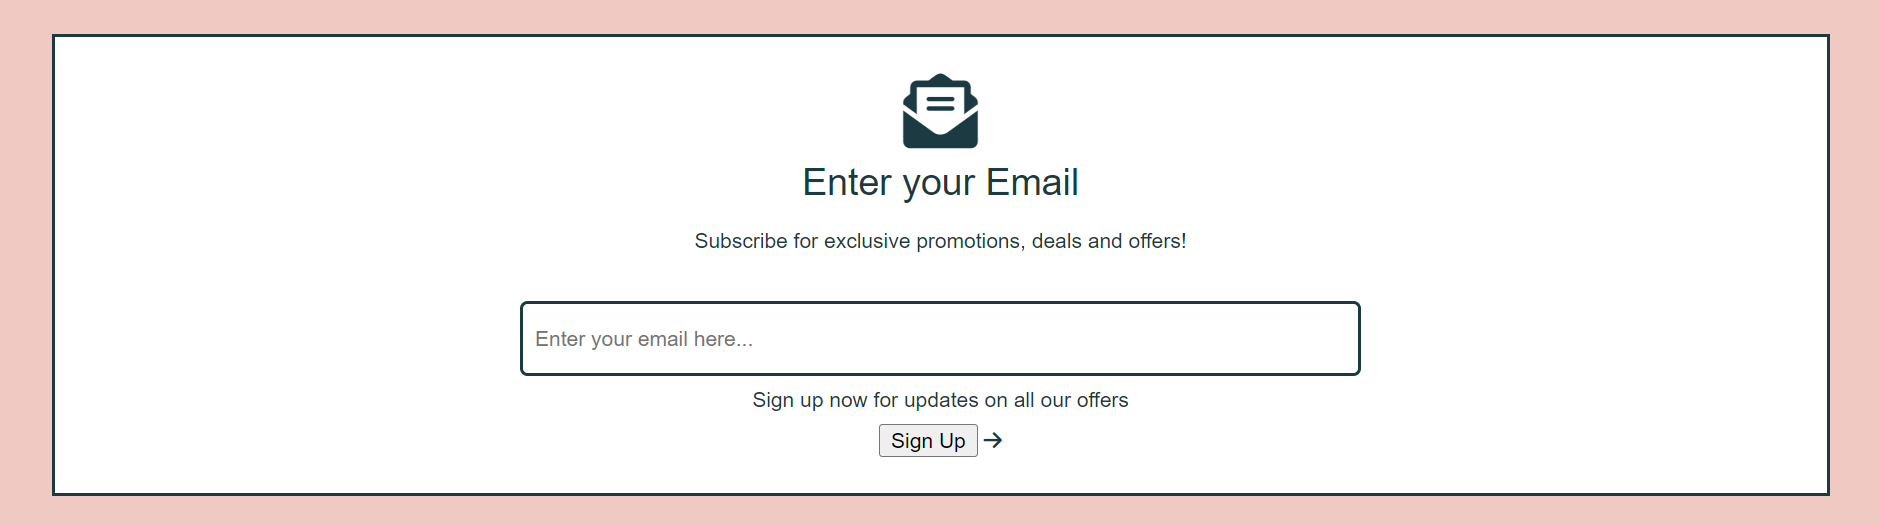 Enter your Email
Subscribe for exclusive promotions, deals and offers!
Enter your email here...
Sign up now for updates on all our offers
Sign Up